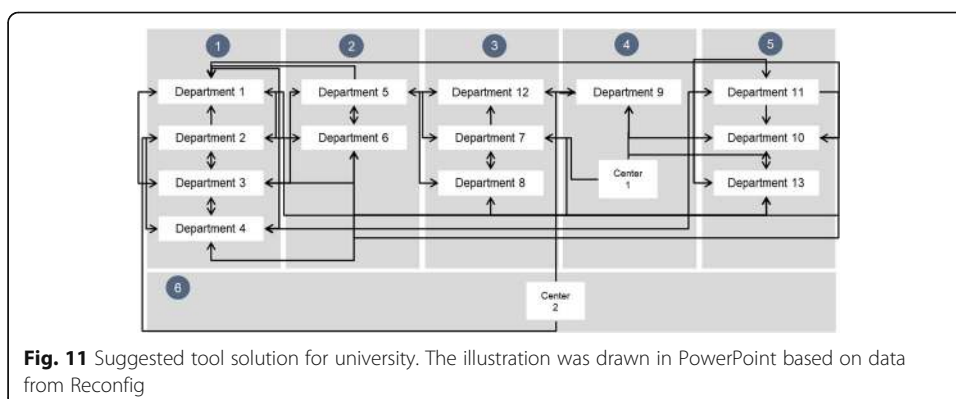 1
2
3
4
5
Department 1
Department 5
Department 12
Department 9
Department 11
Department 2
Department 6
Department 7
Department 10
Department 3
Department 8
Center
1
Department 13
Department 4
6
Center
2
Fig. 11 Suggested tool solution for university. The illustration was drawn in PowerPoint based on data
from Reconfig